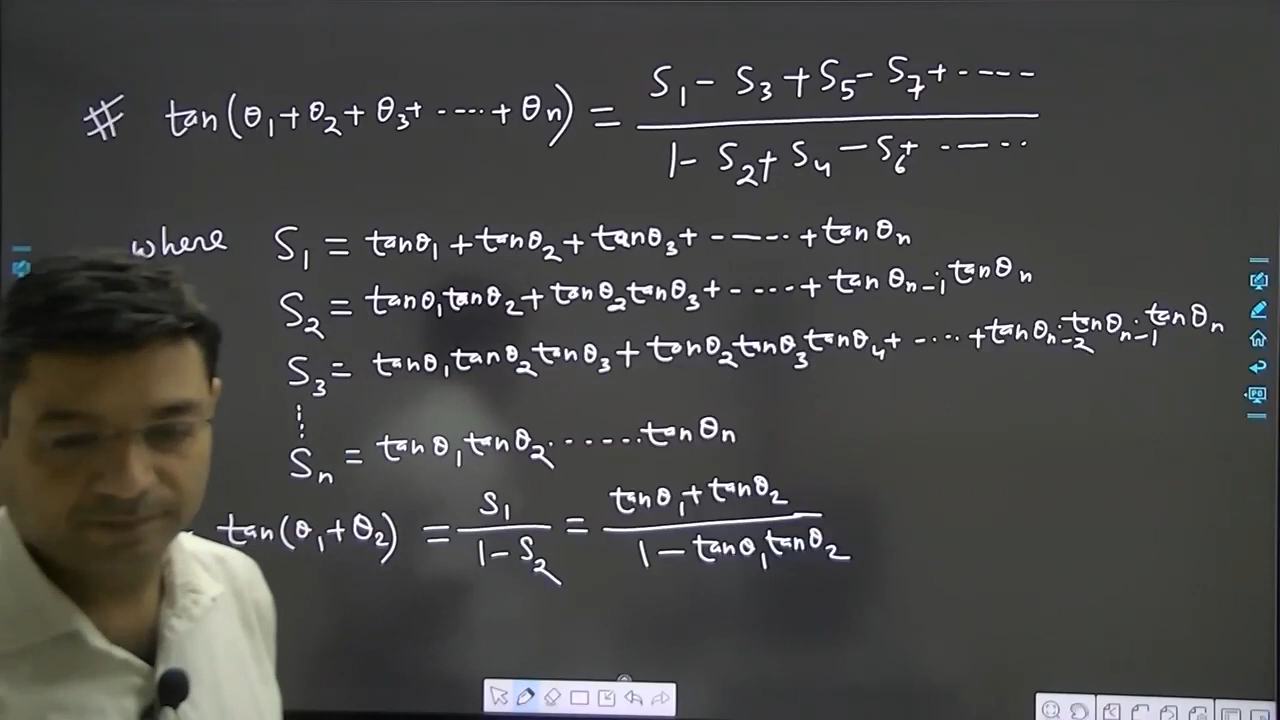 # tan(θ₁+θ₂+θ₃+-----+θn) = (S₁-S₃+S₅-S₇+----)/(1-S₂+S₄-S₆+-----)
where S₁ = tanθ₁+tanθ₂+tanθ₃+-----+tanθn
S₂ = tanθ₁tanθ₂+tanθ₂tanθ₃+-----+tanθn-1tanθn
S₃ = tanθ₁tanθ₂tanθ₃+tanθ₂tanθ₃tanθ₄+-----+tanθn-2.tanθn-1.tanθn
Sn = tanθ₁tanθ₂.......tanθn
tan(θ₁+θ₂) = S₁/(1-S₂) = (tanθ₁+tanθ₂)/(1-tanθ₁tanθ₂)